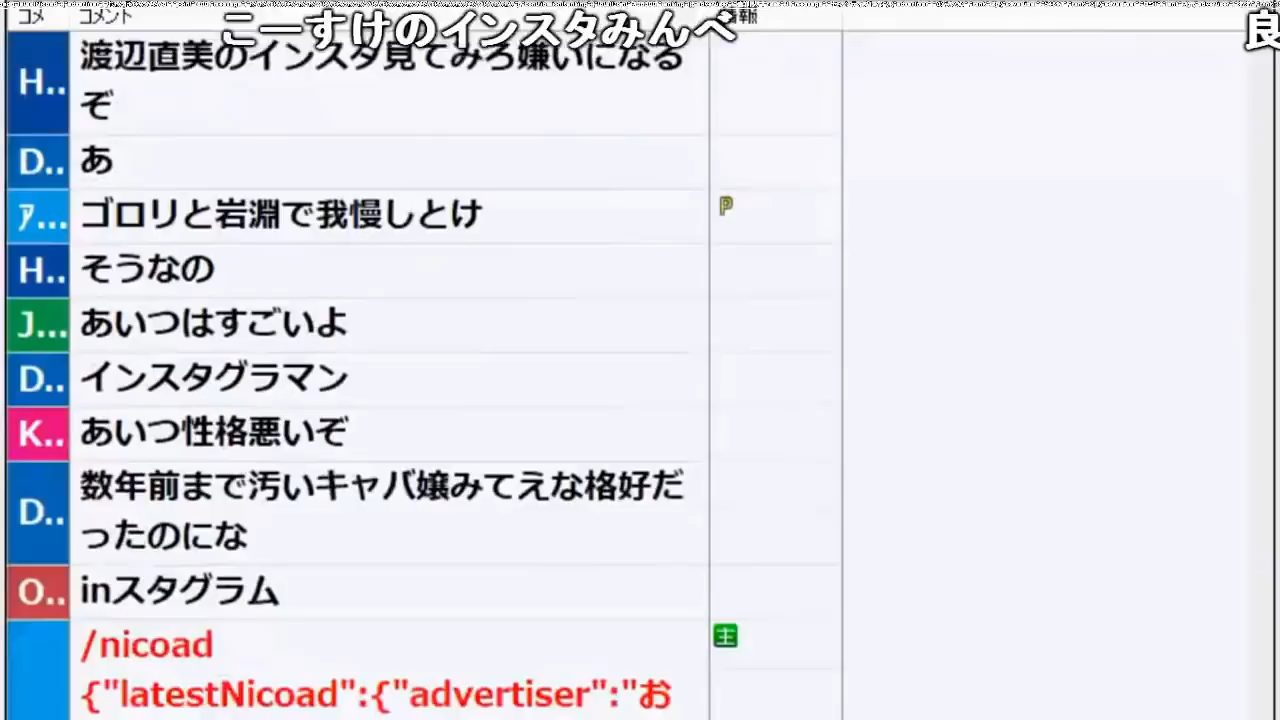 コメ コメント 情報
こーすけのインスタみんべ
良
H.. 渡辺直美のインスタ見てみろ嫌いになる
ぞ
D.. あ
ア... ゴロリと岩淵で我慢しとけ P
H.. そうなの
J... あいつはすごいよ
D.. インスタグラマン
K.. あいつ性格悪いぞ
D.. 数年前まで汚いキャバ嬢みてえな格好だ
ったのにな
O.. inスタグラム
/nicoad 主
{"latestNicoad":{"advertiser":"お